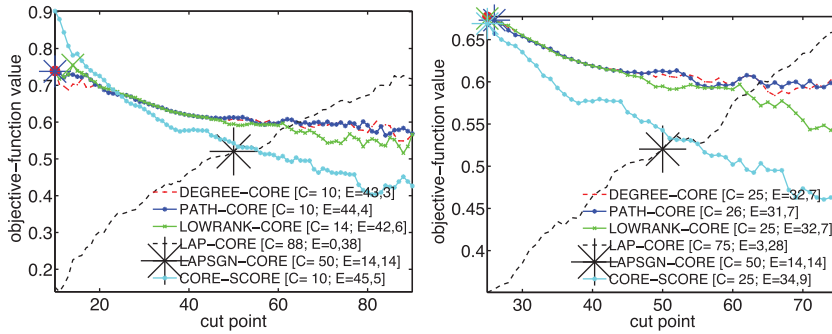 0.9
0.8
0.7
0.6
0.5
0.4
0.3
0.2
objective−function value
DEGREE−CORE [C= 10; E=43,3]
PATH−CORE [C= 10; E=44,4]
LOWRANK−CORE [C= 14; E=42,6]
LAP−CORE [C= 88; E=0,38]
LAPSGN−CORE [C= 50; E=14,14]
CORE−SCORE [C= 10; E=45,5]
20 40 60 80
cut point
0.65
0.6
0.55
0.5
0.45
0.4
0.35
objective−function value
DEGREE−CORE [C= 25; E=32,7]
PATH−CORE [C= 26; E=31,7]
LOWRANK−CORE [C= 25; E=32,7]
LAP−CORE [C= 75; E=3,28]
LAPSGN−CORE [C= 50; E=14,14]
CORE−SCORE [C= 25; E=34,9]
30 40 50 60 70
cut point